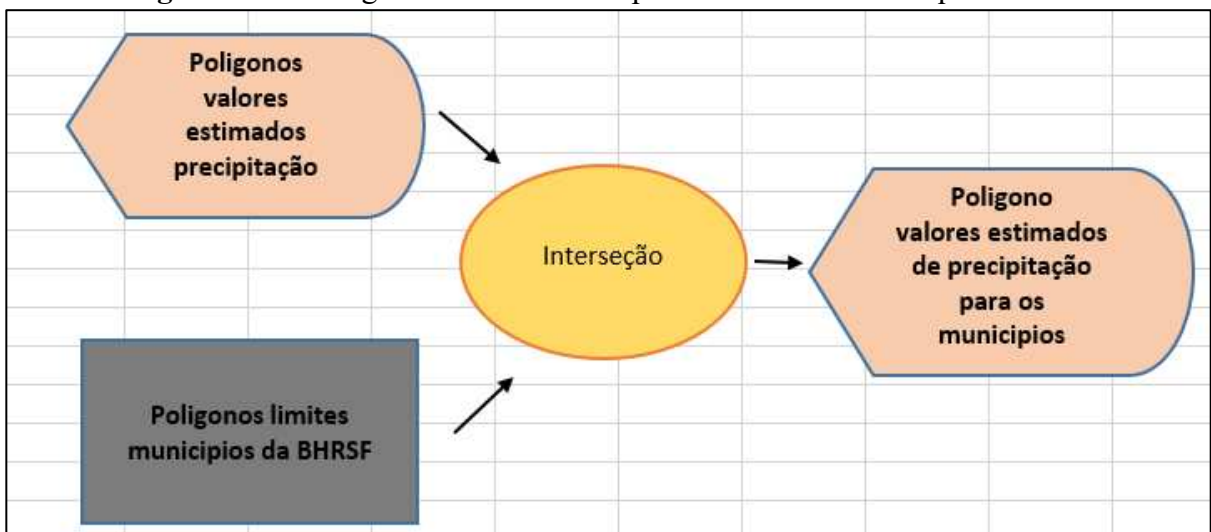 Poligonos
valores
estimados
precipitação
Interseção
Poligono
valores estimados
de precipitação
para os
municipios
Poligonos limites
municipios da BHRSF